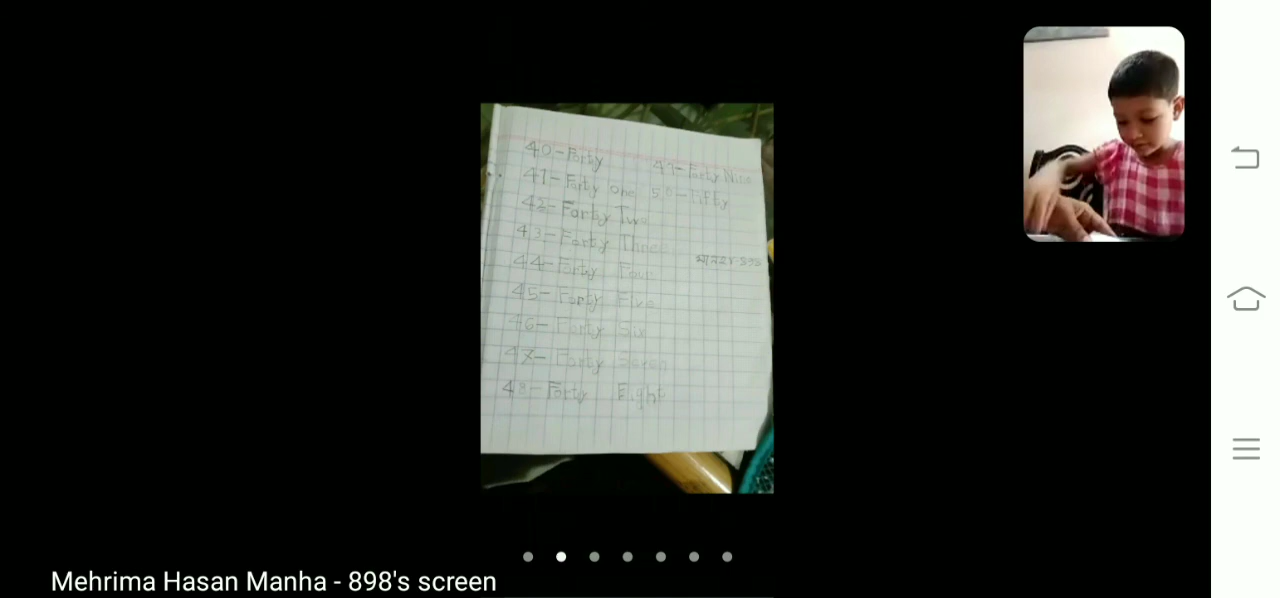 40-Forty
41-Forty one
42-Forty Two
43-Forty Three
44-Forty Four
45-Forty Five
46-Forty Six
47-Forty Seven
48-Forty Eight
49-Forty Nine
50-Fifty
Mehrima Hasan Manha - 898's screen